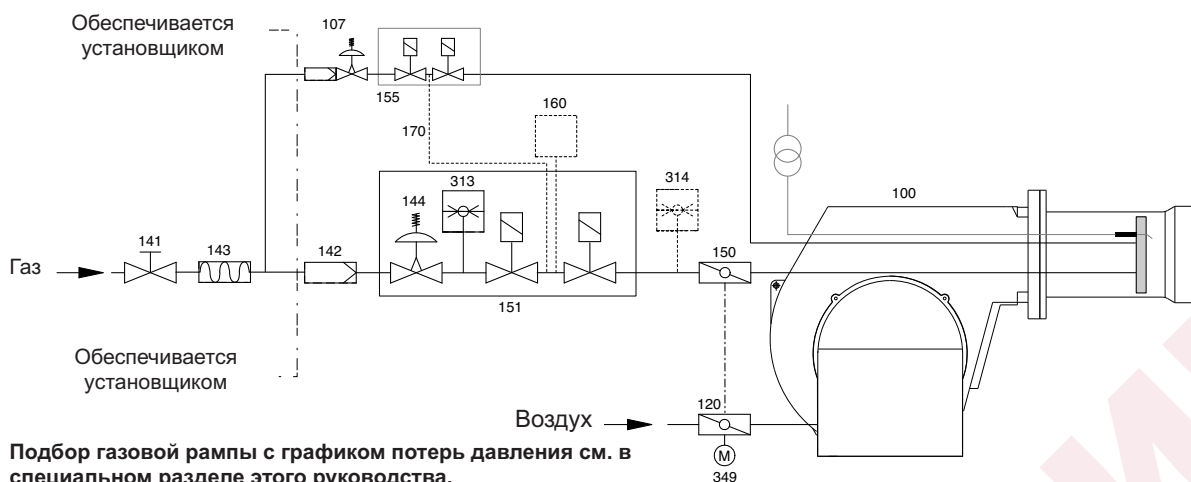 Обеспечивается
установщиком
107
155
160
170
313
314
144
100
141
143
142
150
Газ
151
Обеспечивается
установщиком
120
Воздух
M
349
Подбор газовой рампы с графиком потерь давления см. в
специальном разделе этого руководства.